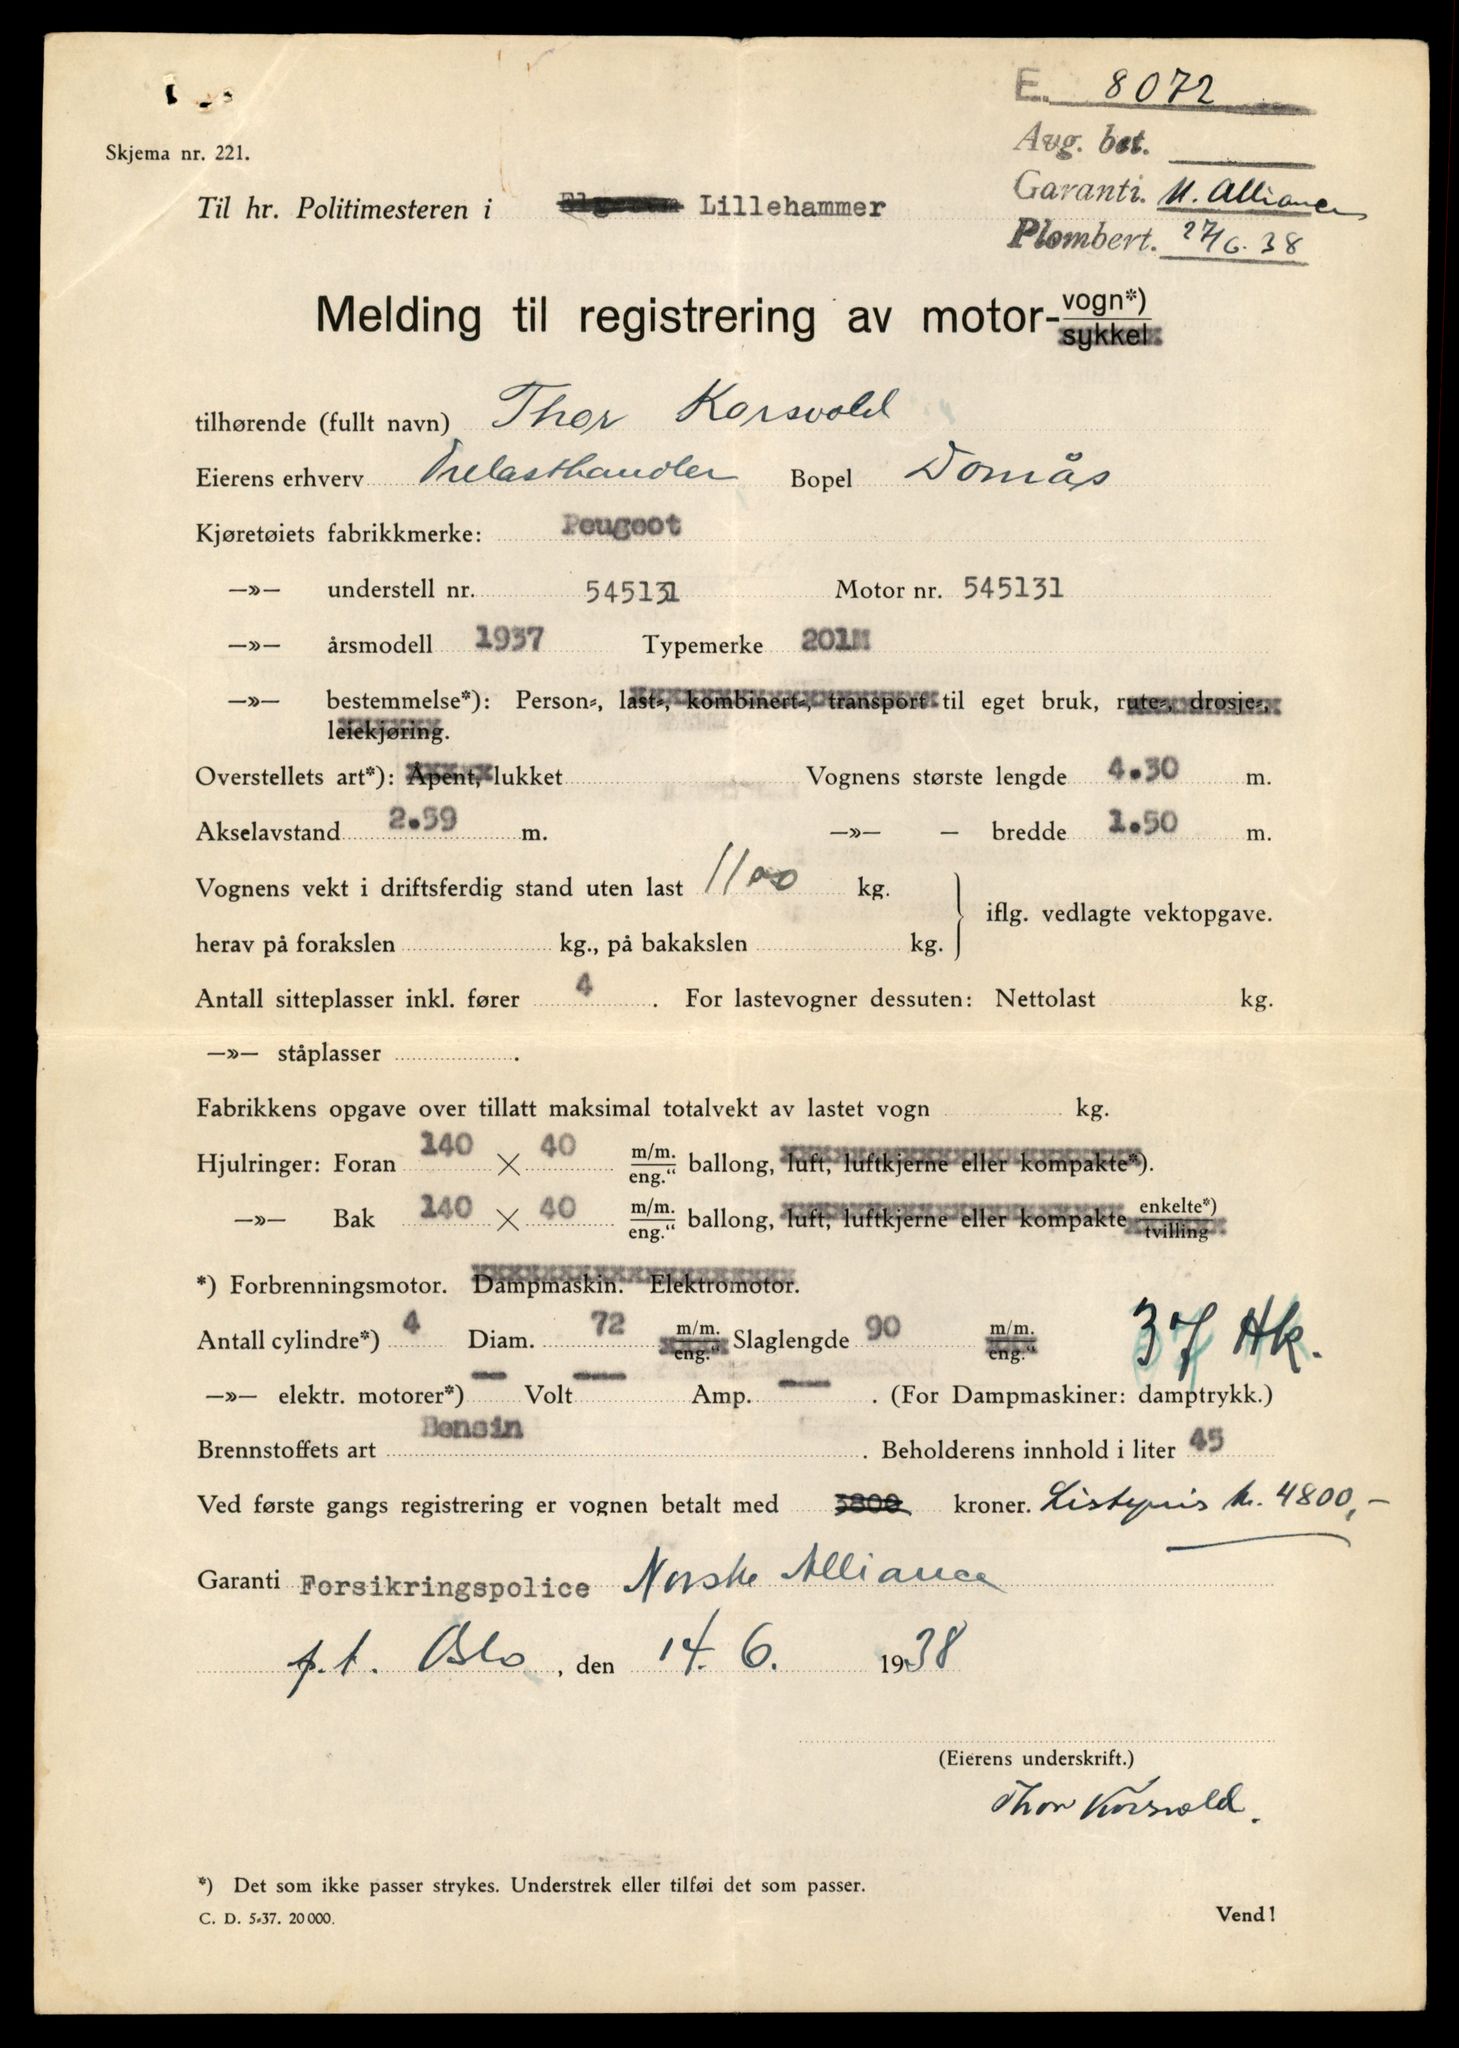 E. 8072
Avg. bet.
Garanti. N. Alliance
Plombert. 27/6. 38
Skjema nr. 221.
Til hr. Politimesteren i Lillehammer
Melding til registrering av motor-vogn*)
sykkel
tilhørende (fullt navn) Thor Korsvold
Eierens erhverv Trelasthandler Bopel Domås
Kjøretøiets fabrikkmerke: Peugeot
—»— understell nr. 545131 Motor nr. 545131
—»— årsmodell 1937 Typemerke 201M
—»— bestemmelse*): Person-, last-, kombinert-, transport til eget bruk, rute-, drosje-,
leiekjøring.
Overstellets art*): Åpent, lukket Vognens største lengde 4.30 m.
Akselavstand 2.59 m. —»— — bredde 1.50 m.
Vognens vekt i driftsferdig stand uten last 1100 kg.
iflg. vedlagte vektopgave.
herav på forakslen kg., på bakakslen kg.
Antall sitteplasser inkl. fører 4 . For lastevogner dessuten: Nettolast kg.
—»— ståplasser .
Fabrikkens opgave over tillatt maksimal totalvekt av lastet vogn kg.
Hjulringer: Foran 140 × 40 m/m. eng." ballong, luft, luftkjerne eller kompakte*).
—»— Bak 140 × 40 m/m. eng." ballong, luft, luftkjerne eller kompakte enkelte*) tvilling
*) Forbrenningsmotor. Dampmaskin. Elektromotor.
Antall cylindre*) 4 Diam. 72 m/m. eng." Slaglengde 90 m/m. eng." 37 Hk.
—»— elektr. motorer*) — Volt — Amp. — . (For Dampmaskiner: damptrykk.)
Brennstoffets art Bensin . Beholderens innhold i liter 45
Ved første gangs registrering er vognen betalt med 3800 kroner. Listepris kr. 4800,-
Garanti Forsikringspolice Norske Alliance
p.t. Oslo, den 14. 6. 1938
(Eierens underskrift.)
Thor Korsvold.
*) Det som ikke passer strykes. Understrek eller tilføi det som passer.
C. D. 5-37. 20 000.
Vend!